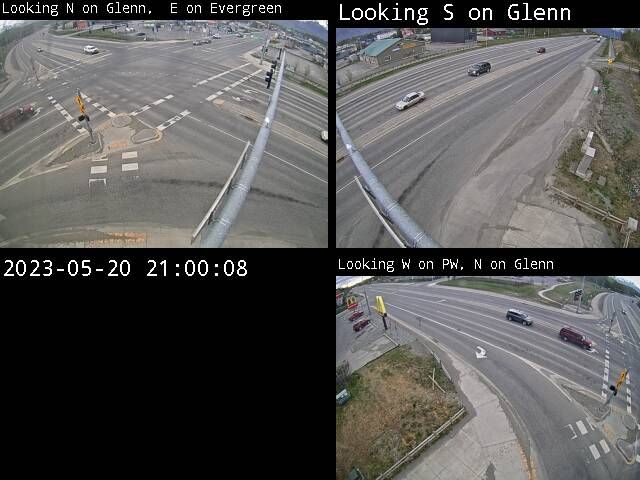 Looking N on Glenn,  E on Evergreen
Looking S on Glenn
2023-05-20 21:00:08
Looking W on PW, N on Glenn